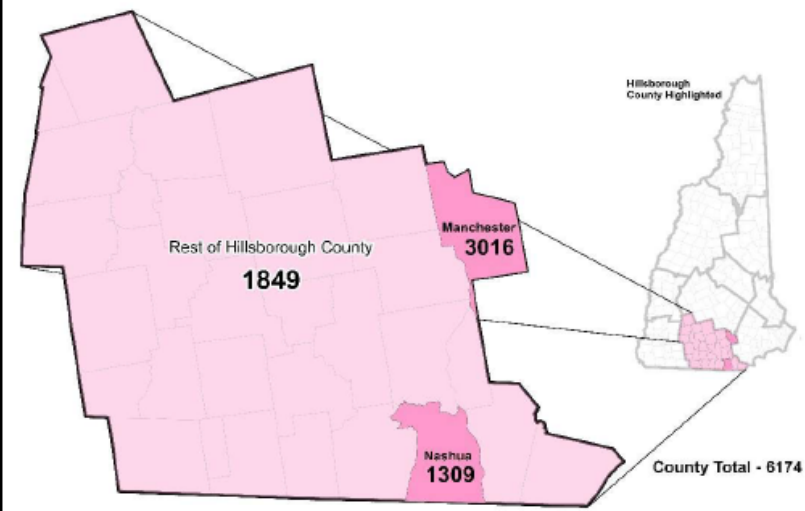 Hillsborough
County Highlighted
Manchester
3016
Rest of Hillsborough County
1849
Nashua
1309
County Total - 6174